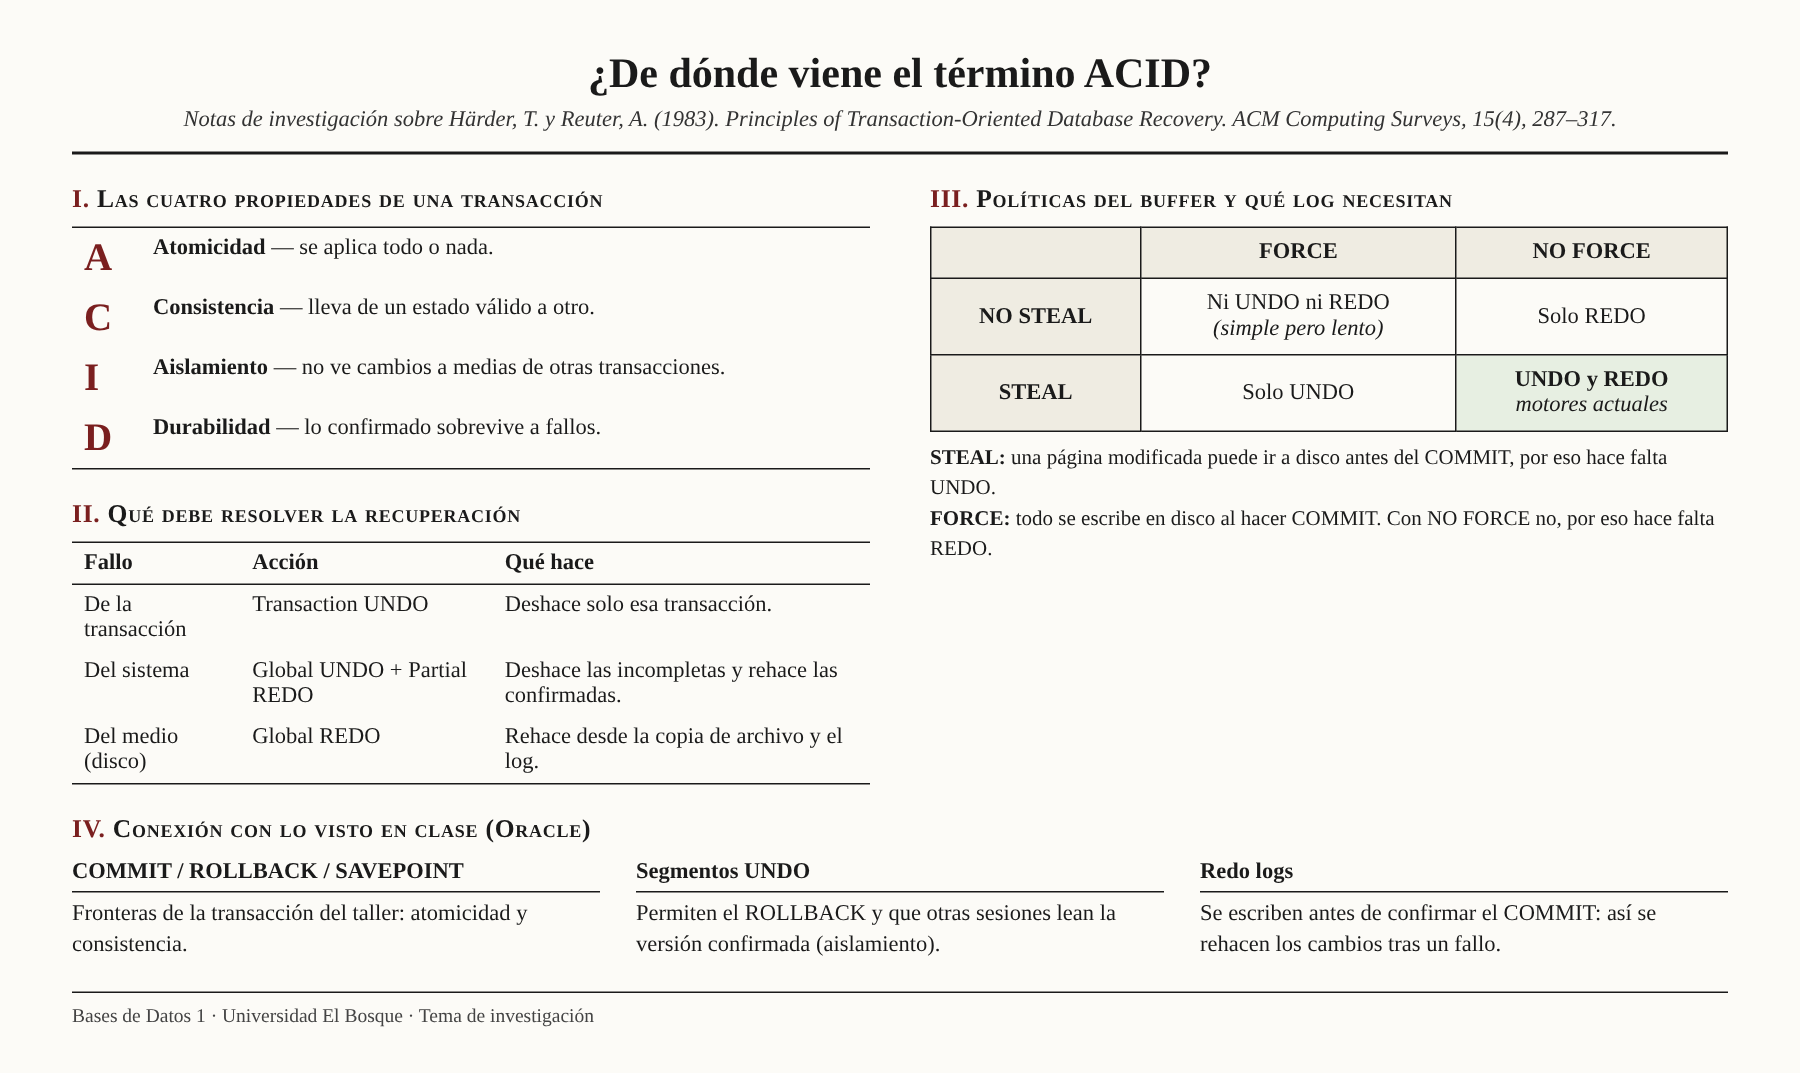 ¿De dónde viene el término ACID?
Notas de investigación sobre Härder, T. y Reuter, A. (1983). Principles of Transaction-Oriented Database Recovery. ACM Computing Surveys, 15(4), 287–317.
I. Las cuatro propiedades de una transacción
A Atomicidad — se aplica todo o nada.
C Consistencia — lleva de un estado válido a otro.
I Aislamiento — no ve cambios a medias de otras transacciones.
D Durabilidad — lo confirmado sobrevive a fallos.
II. Qué debe resolver la recuperación
Fallo Acción Qué hace
De la Transaction UNDO Deshace solo esa transacción.
transacción
Del sistema Global UNDO + Partial Deshace las incompletas y rehace las
REDO confirmadas.
Del medio Global REDO Rehace desde la copia de archivo y el
(disco) log.
III. Políticas del buffer y qué log necesitan
FORCE NO FORCE
NO STEAL Ni UNDO ni REDO Solo REDO
(simple pero lento)
STEAL Solo UNDO UNDO y REDO
motores actuales
STEAL: una página modificada puede ir a disco antes del COMMIT, por eso hace falta
UNDO.
FORCE: todo se escribe en disco al hacer COMMIT. Con NO FORCE no, por eso hace falta
REDO.
IV. Conexión con lo visto en clase (Oracle)
COMMIT / ROLLBACK / SAVEPOINT
Fronteras de la transacción del taller: atomicidad y
consistencia.
Segmentos UNDO
Permiten el ROLLBACK y que otras sesiones lean la
versión confirmada (aislamiento).
Redo logs
Se escriben antes de confirmar el COMMIT: así se
rehacen los cambios tras un fallo.
Bases de Datos 1 · Universidad El Bosque · Tema de investigación